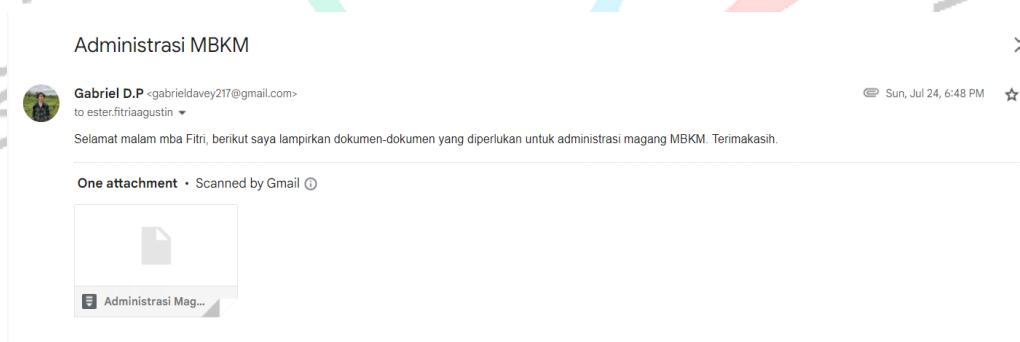 Administrasi MBKM
Gabriel D.P <gabrieldavey217@gmail.com>
Sun, Jul 24, 6:48 PM
to ester.fitriaagustin
Selamat malam mba Fitri, berikut saya lampirkan dokumen-dokumen yang diperlukan untuk administrasi magang MBKM. Terimakasih.
One attachment • Scanned by Gmail
Administrasi Mag...